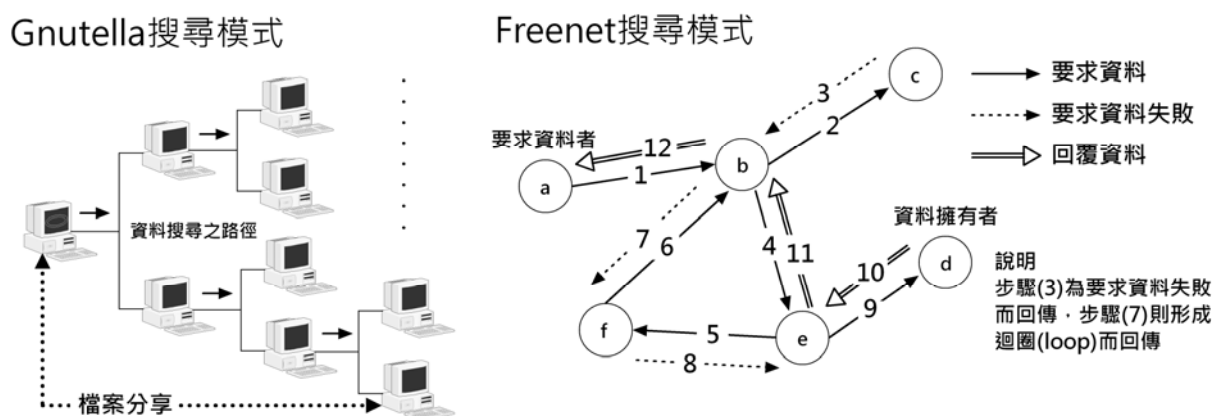 Gnutella搜尋模式
資料搜尋之路徑
檔案分享
Freenet搜尋模式
要求資料者
a
b
c
d
e
f
1
2
3
4
5
6
7
8
9
10
11
12
資料擁有者
要求資料
要求資料失敗
回覆資料
說明
步驟(3)為要求資料失敗
而回傳，步驟(7)則形成
迴圈(loop)而回傳